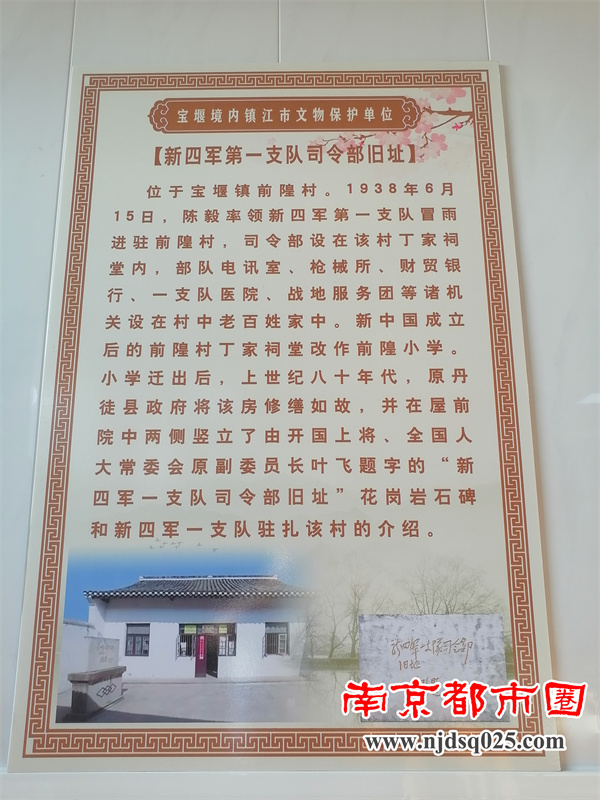 宝堰境内镇江市文物保护单位
【新四军第一支队司令部旧址】
位于宝堰镇前隍村。1938年6月
15日，陈毅率领新四军第一支队冒雨
进驻前隍村，司令部设在该村丁家祠
堂内，部队电讯室、枪械所、财贸银
行、一支队医院、战地服务团等诸机
关设在村中老百姓家中。新中国成立
后的前隍村丁家祠堂改作前隍小学。
小学迁出后，上世纪八十年代，原丹
徒县政府将该房修缮如故，并在屋前
院中两侧竖立了由开国上将、全国人
大常委会原副委员长叶飞题字的“新
四军一支队司令部旧址”花岗岩石碑
和新四军一支队驻扎该村的介绍。
新四军一支队司令部
旧址
南京都市圈
www.njdsq025.com